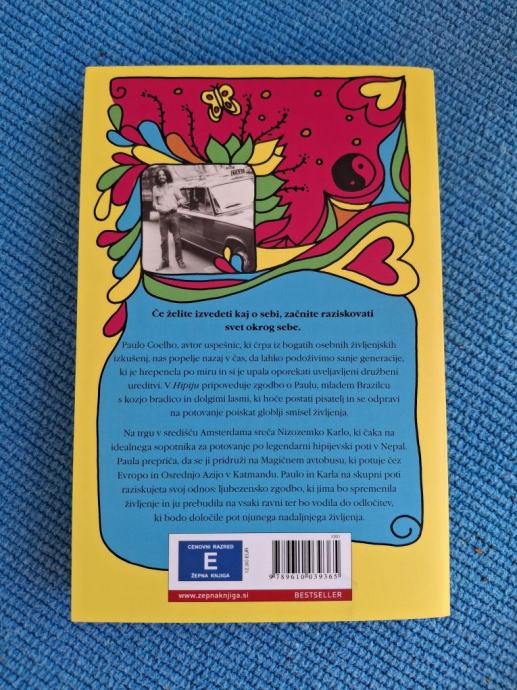 Če želite izvedeti kaj o sebi, začnite raziskovati
svet okrog sebe.
Paulo Coelho, avtor uspešnic, ki črpa iz bogatih osebnih življenjskih
izkušenj, nas popelje nazaj v čas, da lahko podoživimo sanje generacije,
ki je hrepenela po miru in si je upala oporekati uveljavljeni družbeni
ureditvi. V Hipiju pripoveduje zgodbo o Paulu, mladem Brazilcu
s kozjo bradico in dolgimi lasmi, ki hoče postati pisatelj in se odpravi
na potovanje poiskat globlji smisel življenja.
Na trgu v središču Amsterdama sreča Nizozemko Karlo, ki čaka na
idealnega sopotnika za potovanje po legendarni hipijevski poti v Nepal.
Paula prepriča, da se ji pridruži na Magičnem avtobusu, ki potuje čez
Evropo in Osrednjo Azijo v Katmandu. Paulo in Karla na skupni poti
raziskujeta svoj odnos: ljubezensko zgodbo, ki jima bo spremenila
življenje in ju prebudila na vsaki ravni ter bo vodila do odločitev,
ki bodo določile pot njunega nadaljnjega življenja.
CENOVNI RAZRED
E
ŽEPNA KNJIGA
12,90 EUR
9 789610 039365
www.zepnaknjiga.si
BESTSELLER